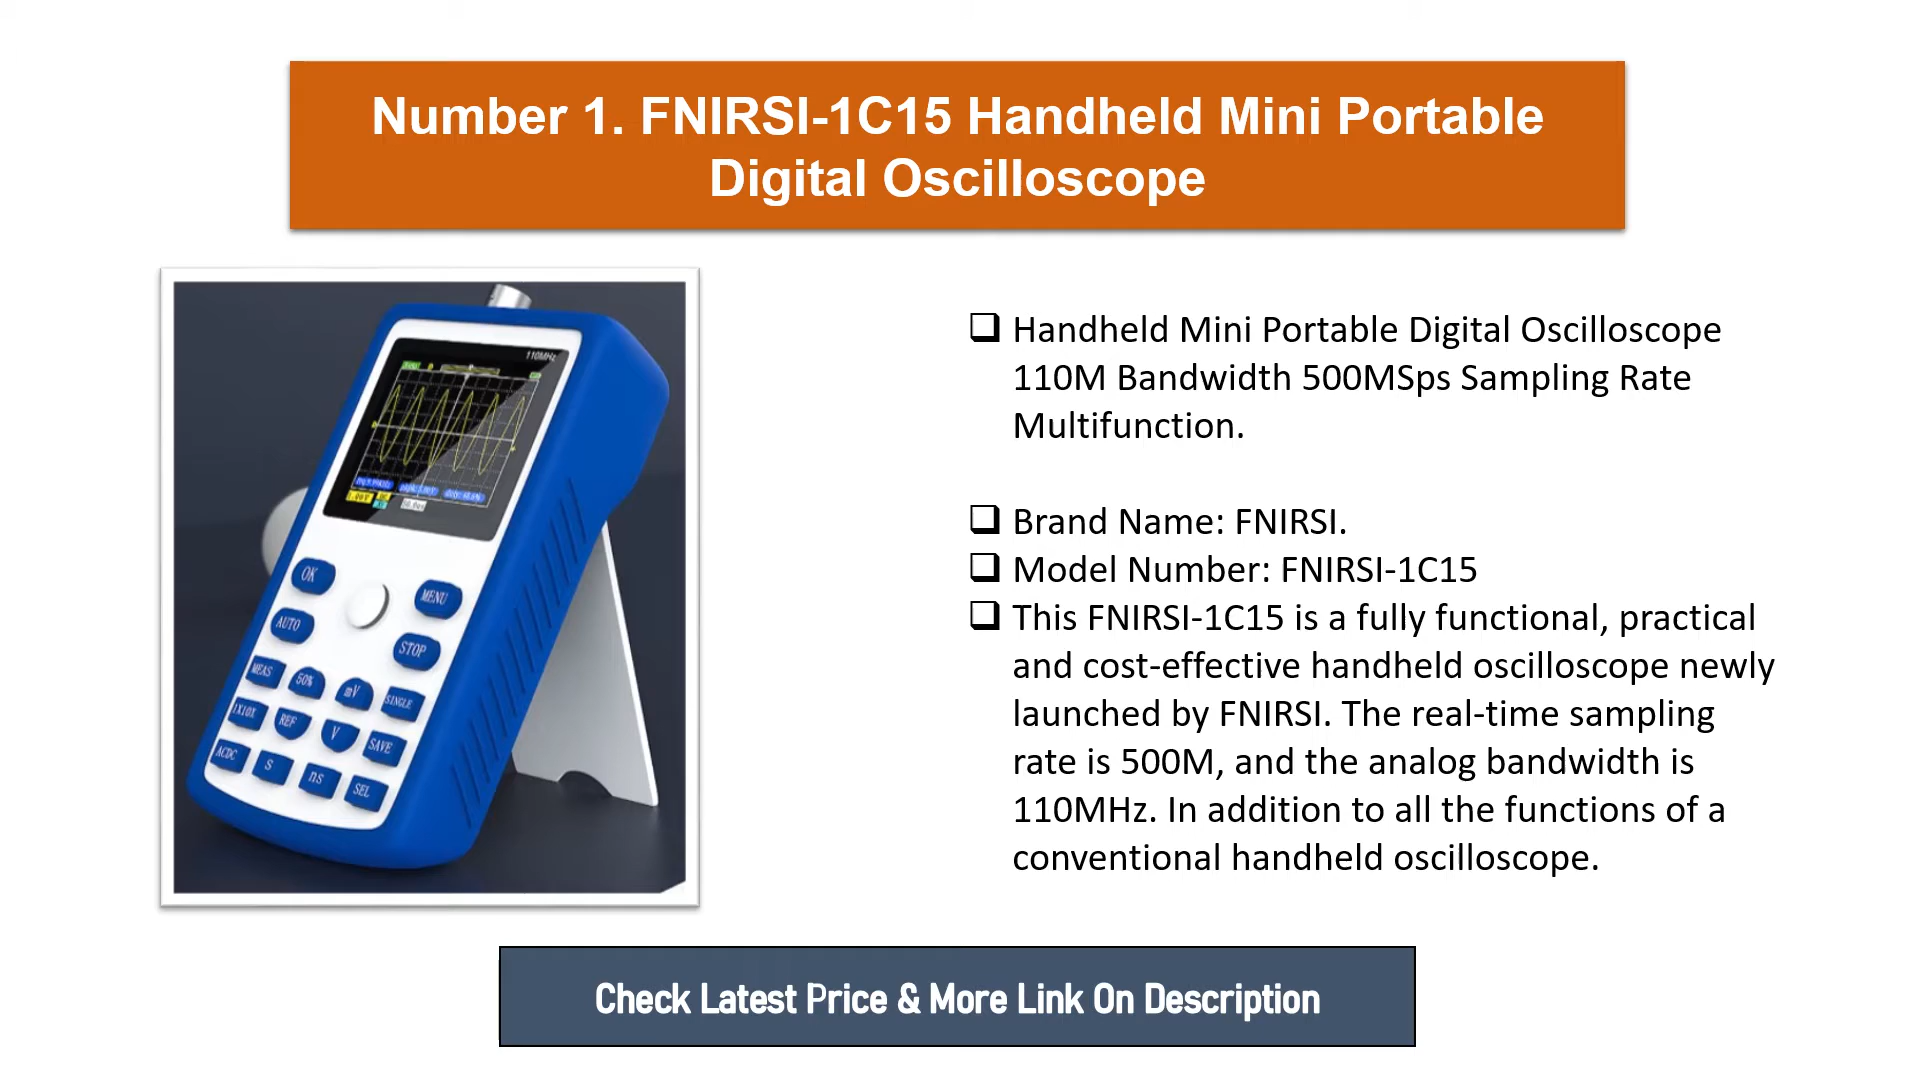 Number 1. FNIRSI-1C15 Handheld Mini Portable
Digital Oscilloscope
110MHz
OK
MENU
AUTO
STOP
MEAS
50%
mV
SINGLE
1X10X
REF
V
SAVE
ACDC
S
ns
SEL
Handheld Mini Portable Digital Oscilloscope
110M Bandwidth 500MSps Sampling Rate
Multifunction.
Brand Name: FNIRSI.
Model Number: FNIRSI-1C15
This FNIRSI-1C15 is a fully functional, practical
and cost-effective handheld oscilloscope newly
launched by FNIRSI. The real-time sampling
rate is 500M, and the analog bandwidth is
110MHz. In addition to all the functions of a
conventional handheld oscilloscope.
Check Latest Price & More Link On Description